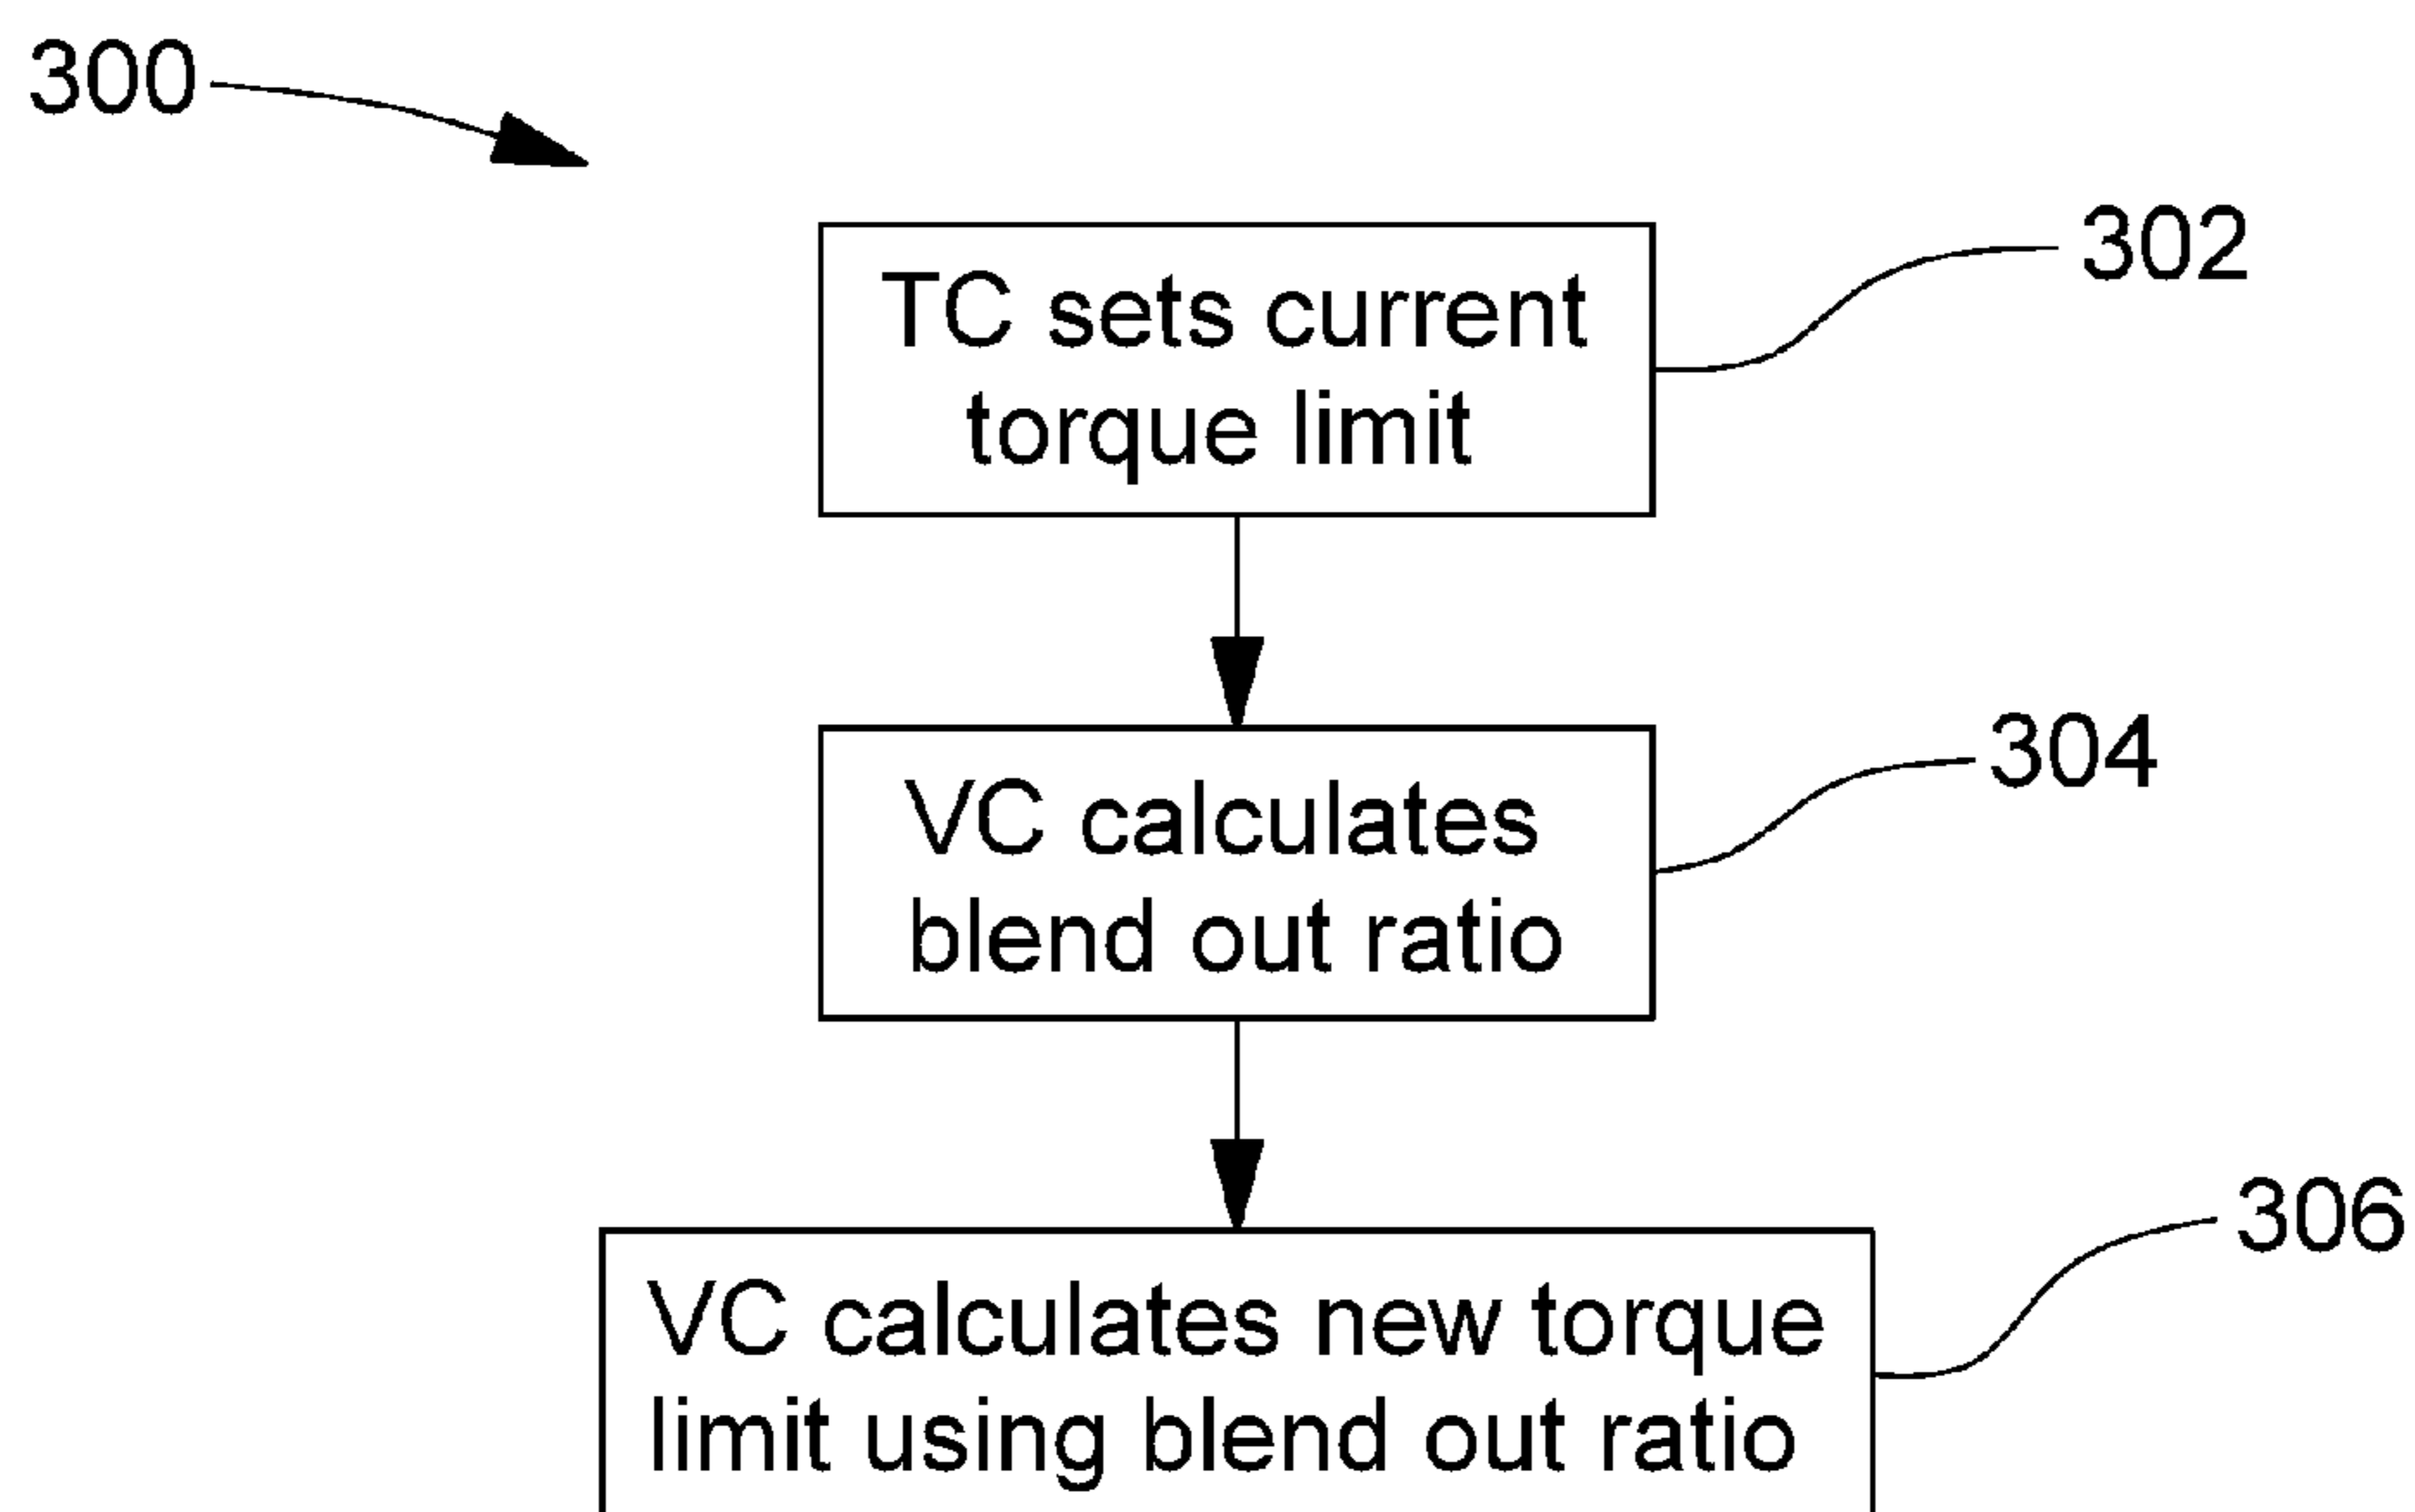 300
302
TC sets current
torque limit
304
VC calculates
blend out ratio
306
VC calculates new torque
limit using blend out ratio